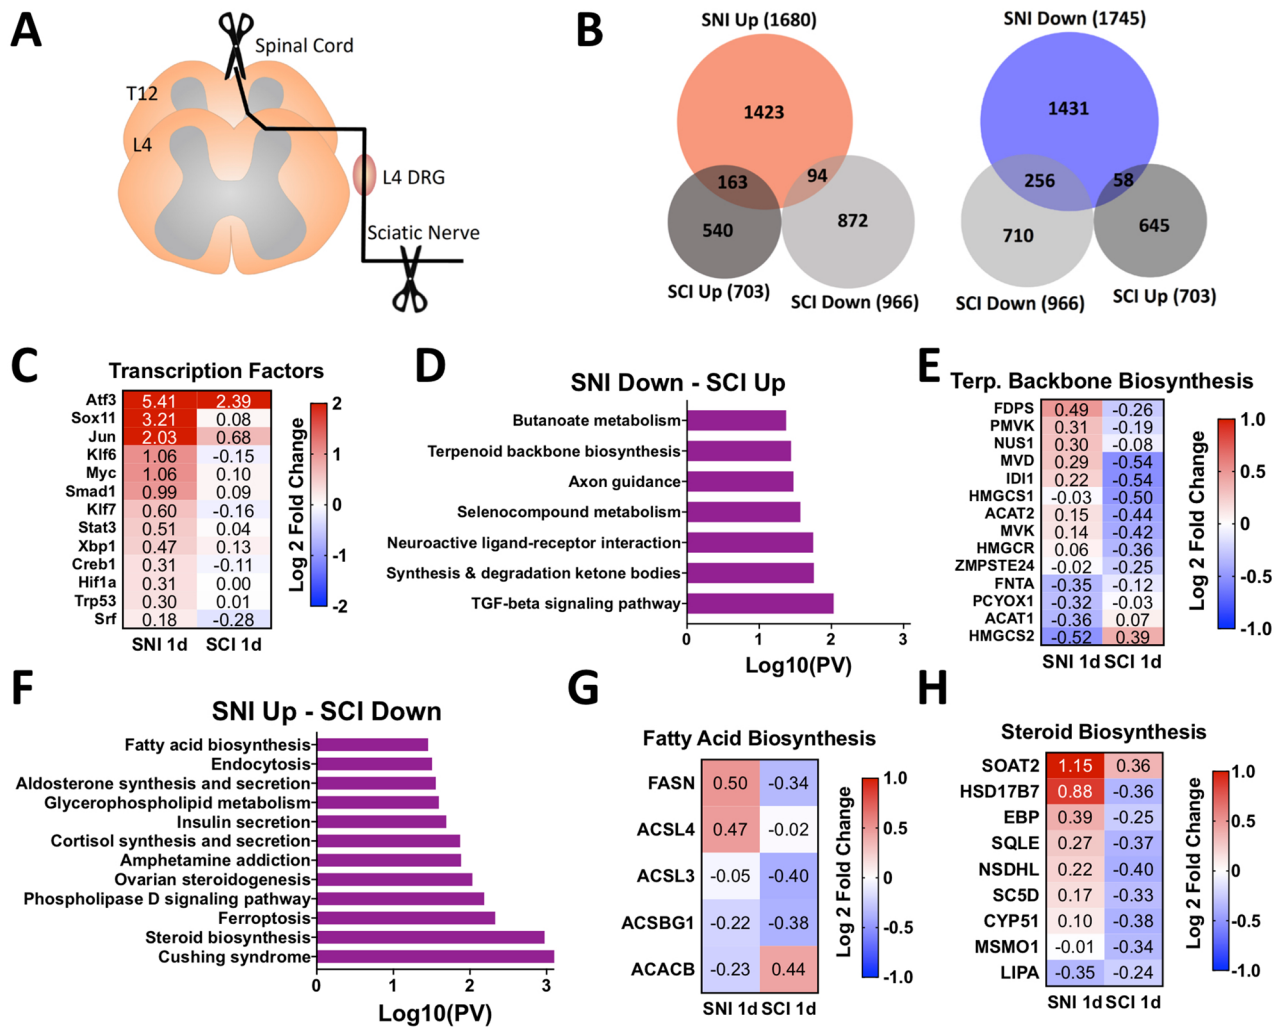 A
Spinal Cord
T12
L4
L4 DRG
Sciatic Nerve
B
SNI Up (1680)
1423
163
94
540
872
SCI Up (703)
SCI Down (966)
SNI Down (1745)
1431
256
58
710
645
SCI Down (966)
SCI Up (703)
C
Transcription Factors
Atf3 5.41 2.39
Sox11 3.21 0.08
Jun 2.03 0.68
Klf6 1.06 -0.15
Myc 1.06 0.10
Smad1 0.99 0.09
Klf7 0.60 -0.16
Stat3 0.51 0.04
Xbp1 0.47 0.13
Creb1 0.31 -0.11
Hif1a 0.31 0.00
Trp53 0.30 0.01
Srf 0.18 -0.28
SNI 1d SCI 1d
2
1
0
-1
-2
Log 2 Fold Change
D
SNI Down - SCI Up
Butanoate metabolism
Terpenoid backbone biosynthesis
Axon guidance
Selenocompound metabolism
Neuroactive ligand-receptor interaction
Synthesis & degradation ketone bodies
TGF-beta signaling pathway
0 1 2 3
Log10(PV)
E
Terp. Backbone Biosynthesis
FDPS 0.49 -0.26
PMVK 0.31 -0.19
NUS1 0.30 -0.08
MVD 0.29 -0.54
IDI1 0.22 -0.54
HMGCS1 -0.03 -0.50
ACAT2 0.15 -0.44
MVK 0.14 -0.42
HMGCR 0.06 -0.36
ZMPSTE24 -0.02 -0.25
FNTA -0.35 -0.12
PCYOX1 -0.32 -0.03
ACAT1 -0.36 0.07
HMGCS2 -0.52 0.39
SNI 1d SCI 1d
1.0
0.5
0
-0.5
-1.0
Log 2 Fold Change
F
SNI Up - SCI Down
Fatty acid biosynthesis
Endocytosis
Aldosterone synthesis and secretion
Glycerophospholipid metabolism
Insulin secretion
Cortisol synthesis and secretion
Amphetamine addiction
Ovarian steroidogenesis
Phospholipase D signaling pathway
Ferroptosis
Steroid biosynthesis
Cushing syndrome
0 1 2 3
Log10(PV)
G
Fatty Acid Biosynthesis
FASN 0.50 -0.34
ACSL4 0.47 -0.02
ACSL3 -0.05 -0.40
ACSBG1 -0.22 -0.38
ACACB -0.23 0.44
SNI 1d SCI 1d
1.0
0.5
0
-0.5
-1.0
Log 2 Fold Change
H
Steroid Biosynthesis
SOAT2 1.15 0.36
HSD17B7 0.88 -0.36
EBP 0.39 -0.25
SQLE 0.27 -0.37
NSDHL 0.22 -0.40
SC5D 0.17 -0.33
CYP51 0.10 -0.38
MSMO1 -0.01 -0.34
LIPA -0.35 -0.24
SNI 1d SCI 1d
1.0
0.5
0
-0.5
-1.0
Log 2 Fold Change